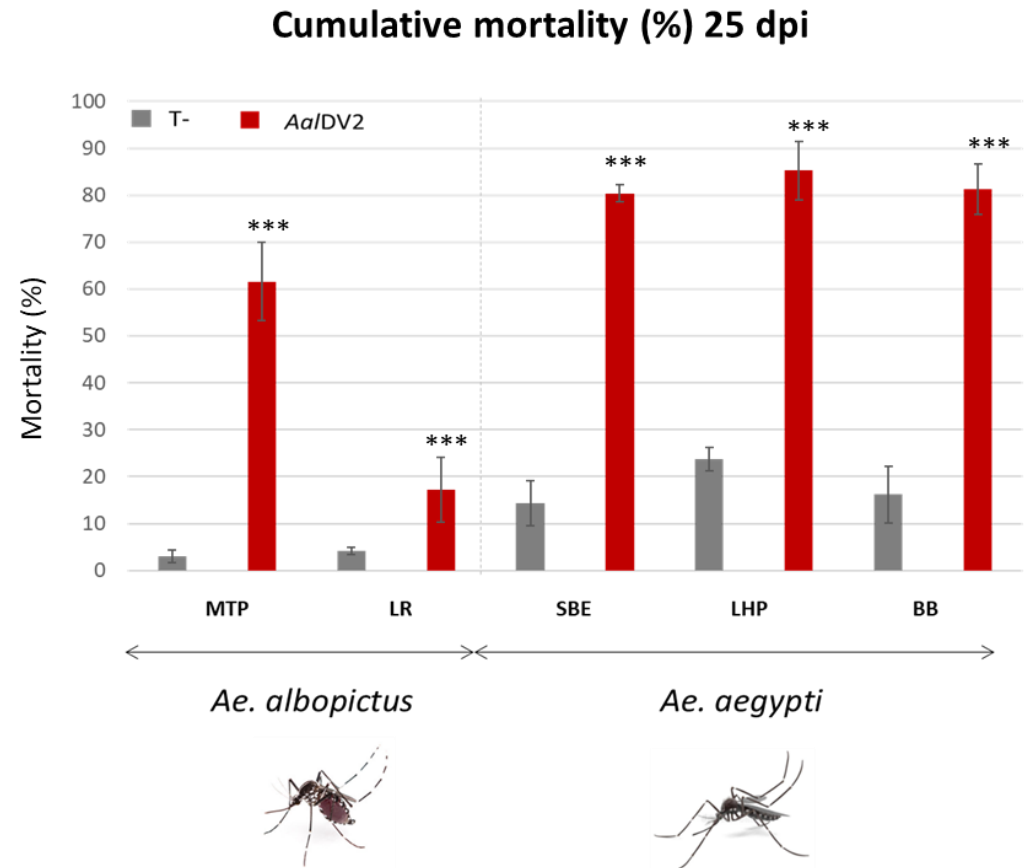 Cumulative mortality (%) 25 dpi
100
90
80
70
60
50
40
30
20
10
0
Mortality (%)
T-
AalDV2
***
***
***
***
***
MTP
LR
SBE
LHP
BB
Ae. albopictus
Ae. aegypti